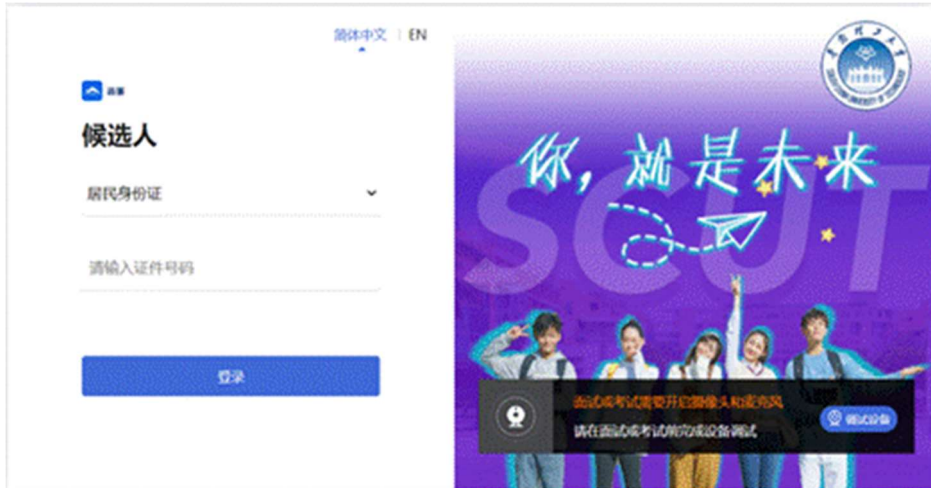 简体中文 | EN
候选人
居民身份证
请输入证件号码
登录
你,就是未来
SCUT
面试或考试需要开启摄像头和麦克风
请在面试或考试前完成设备调试
调试设备